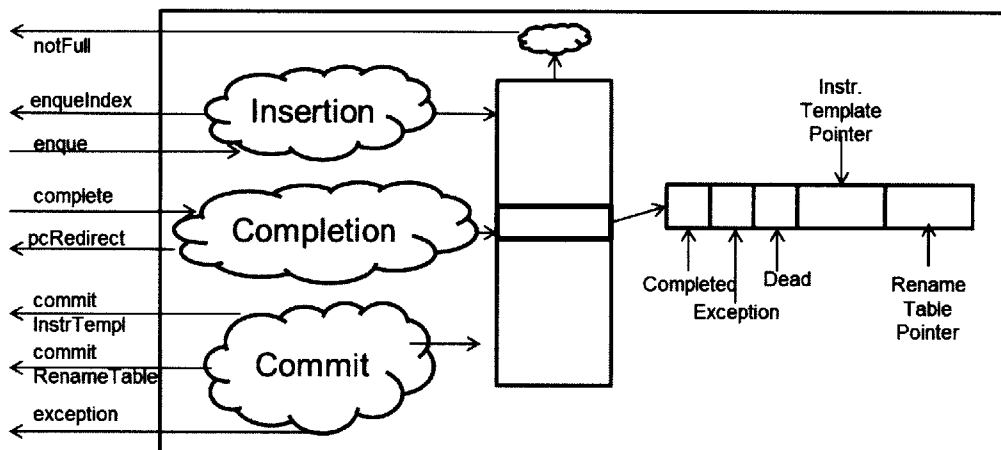 notFull
enqueIndex
Insertion
enque
complete
Completion
pcRedirect
commit
InstrTempl
commit
RenameTable
Commit
exception
Instr.
Template
Pointer
Completed
Exception
Dead
Rename
Table
Pointer